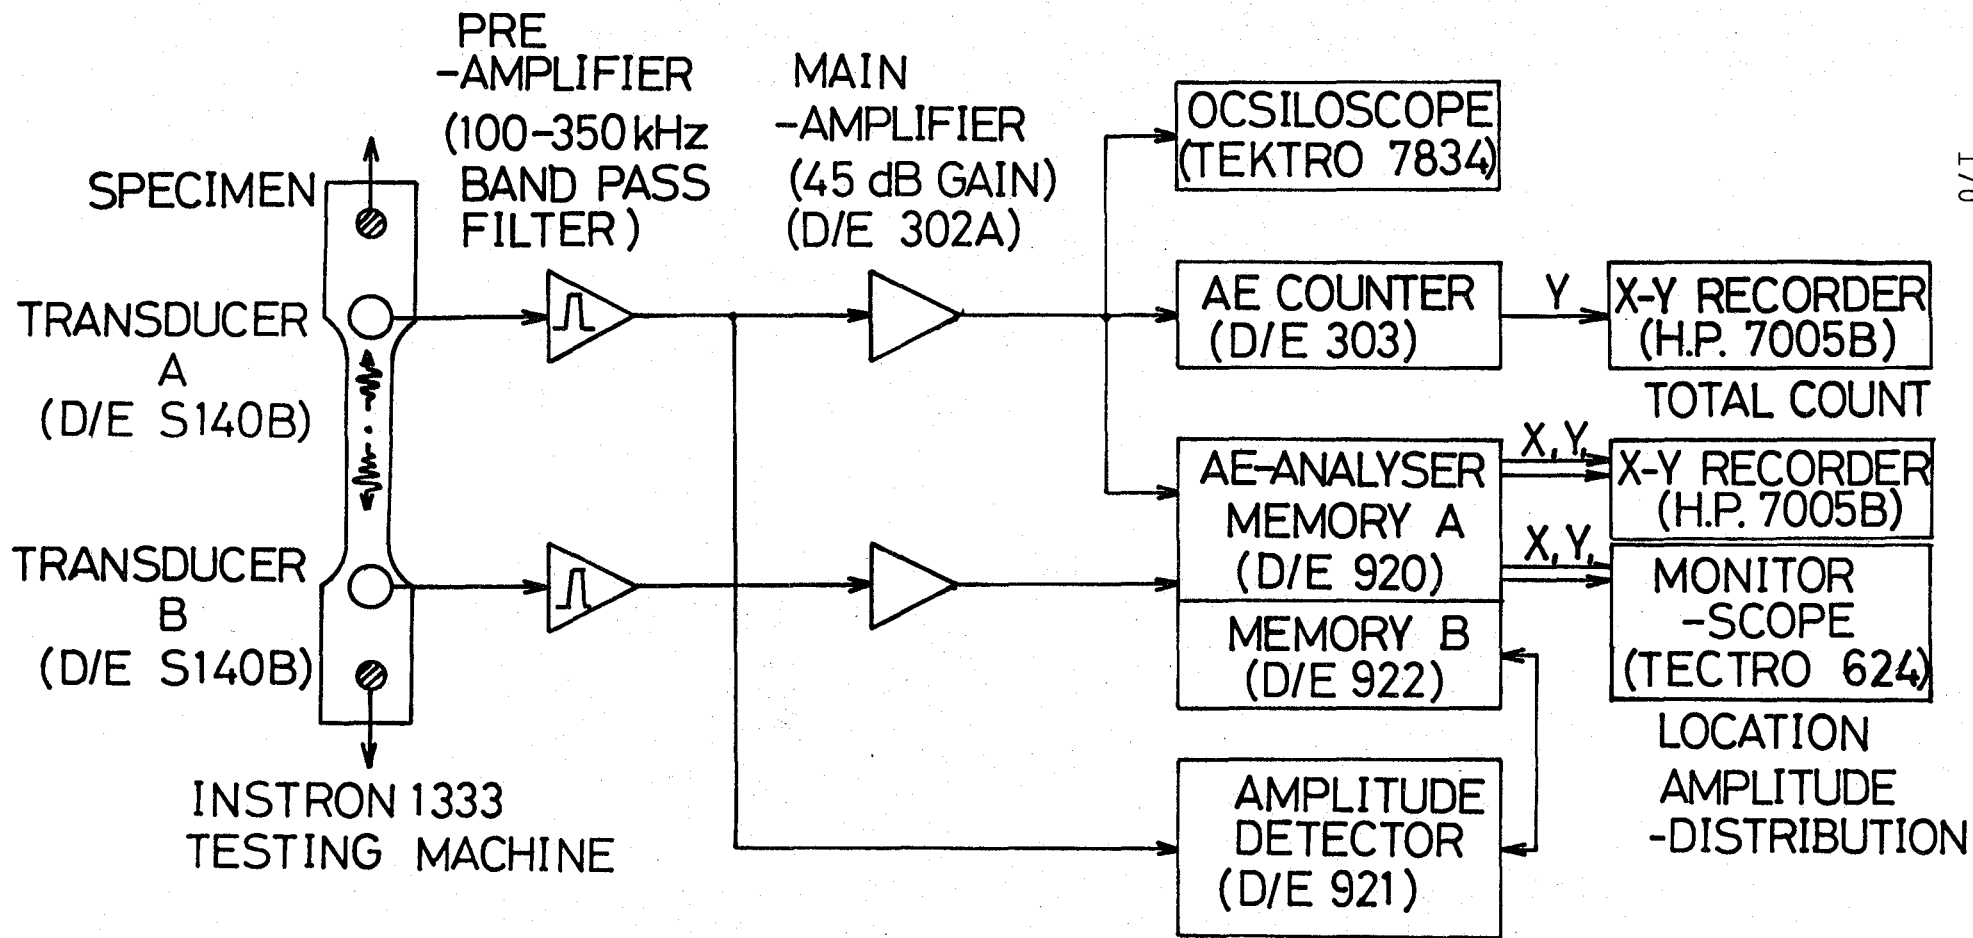 PRE
-AMPLIFIER
(100-350 kHz
BAND PASS
FILTER)
MAIN
-AMPLIFIER
(45 dB GAIN)
(D/E 302A)
OCSILOSCOPE
(TEKTRO 7834)
SPECIMEN
TRANSDUCER
A
(D/E S140B)
AE COUNTER
(D/E 303)
Y
X-Y RECORDER
(H.P. 7005B)
TOTAL COUNT
AE-ANALYSER
MEMORY A
(D/E 920)
X, Y,
X-Y RECORDER
(H.P. 7005B)
X, Y,
MONITOR
-SCOPE
(TECTRO 624)
TRANSDUCER
B
(D/E S140B)
MEMORY B
(D/E 922)
LOCATION
AMPLITUDE
-DISTRIBUTION
INSTRON 1333
TESTING MACHINE
AMPLITUDE
DETECTOR
(D/E 921)